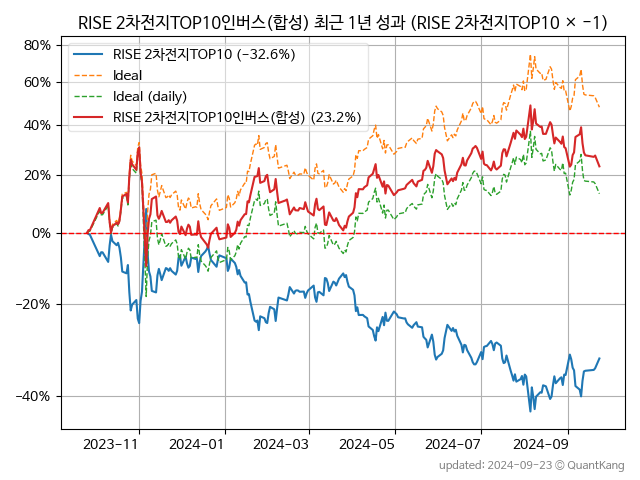 RISE 2차전지TOP10인버스(합성) 최근 1년 성과 (RISE 2차전지TOP10 × −1)
80%
60%
40%
20%
0%
−20%
−40%
RISE 2차전지TOP10 (−32.6%)
Ideal
Ideal (daily)
RISE 2차전지TOP10인버스(합성) (23.2%)
2023−11
2024−01
2024−03
2024−05
2024−07
2024−09
updated: 2024−09−23 © QuantKang